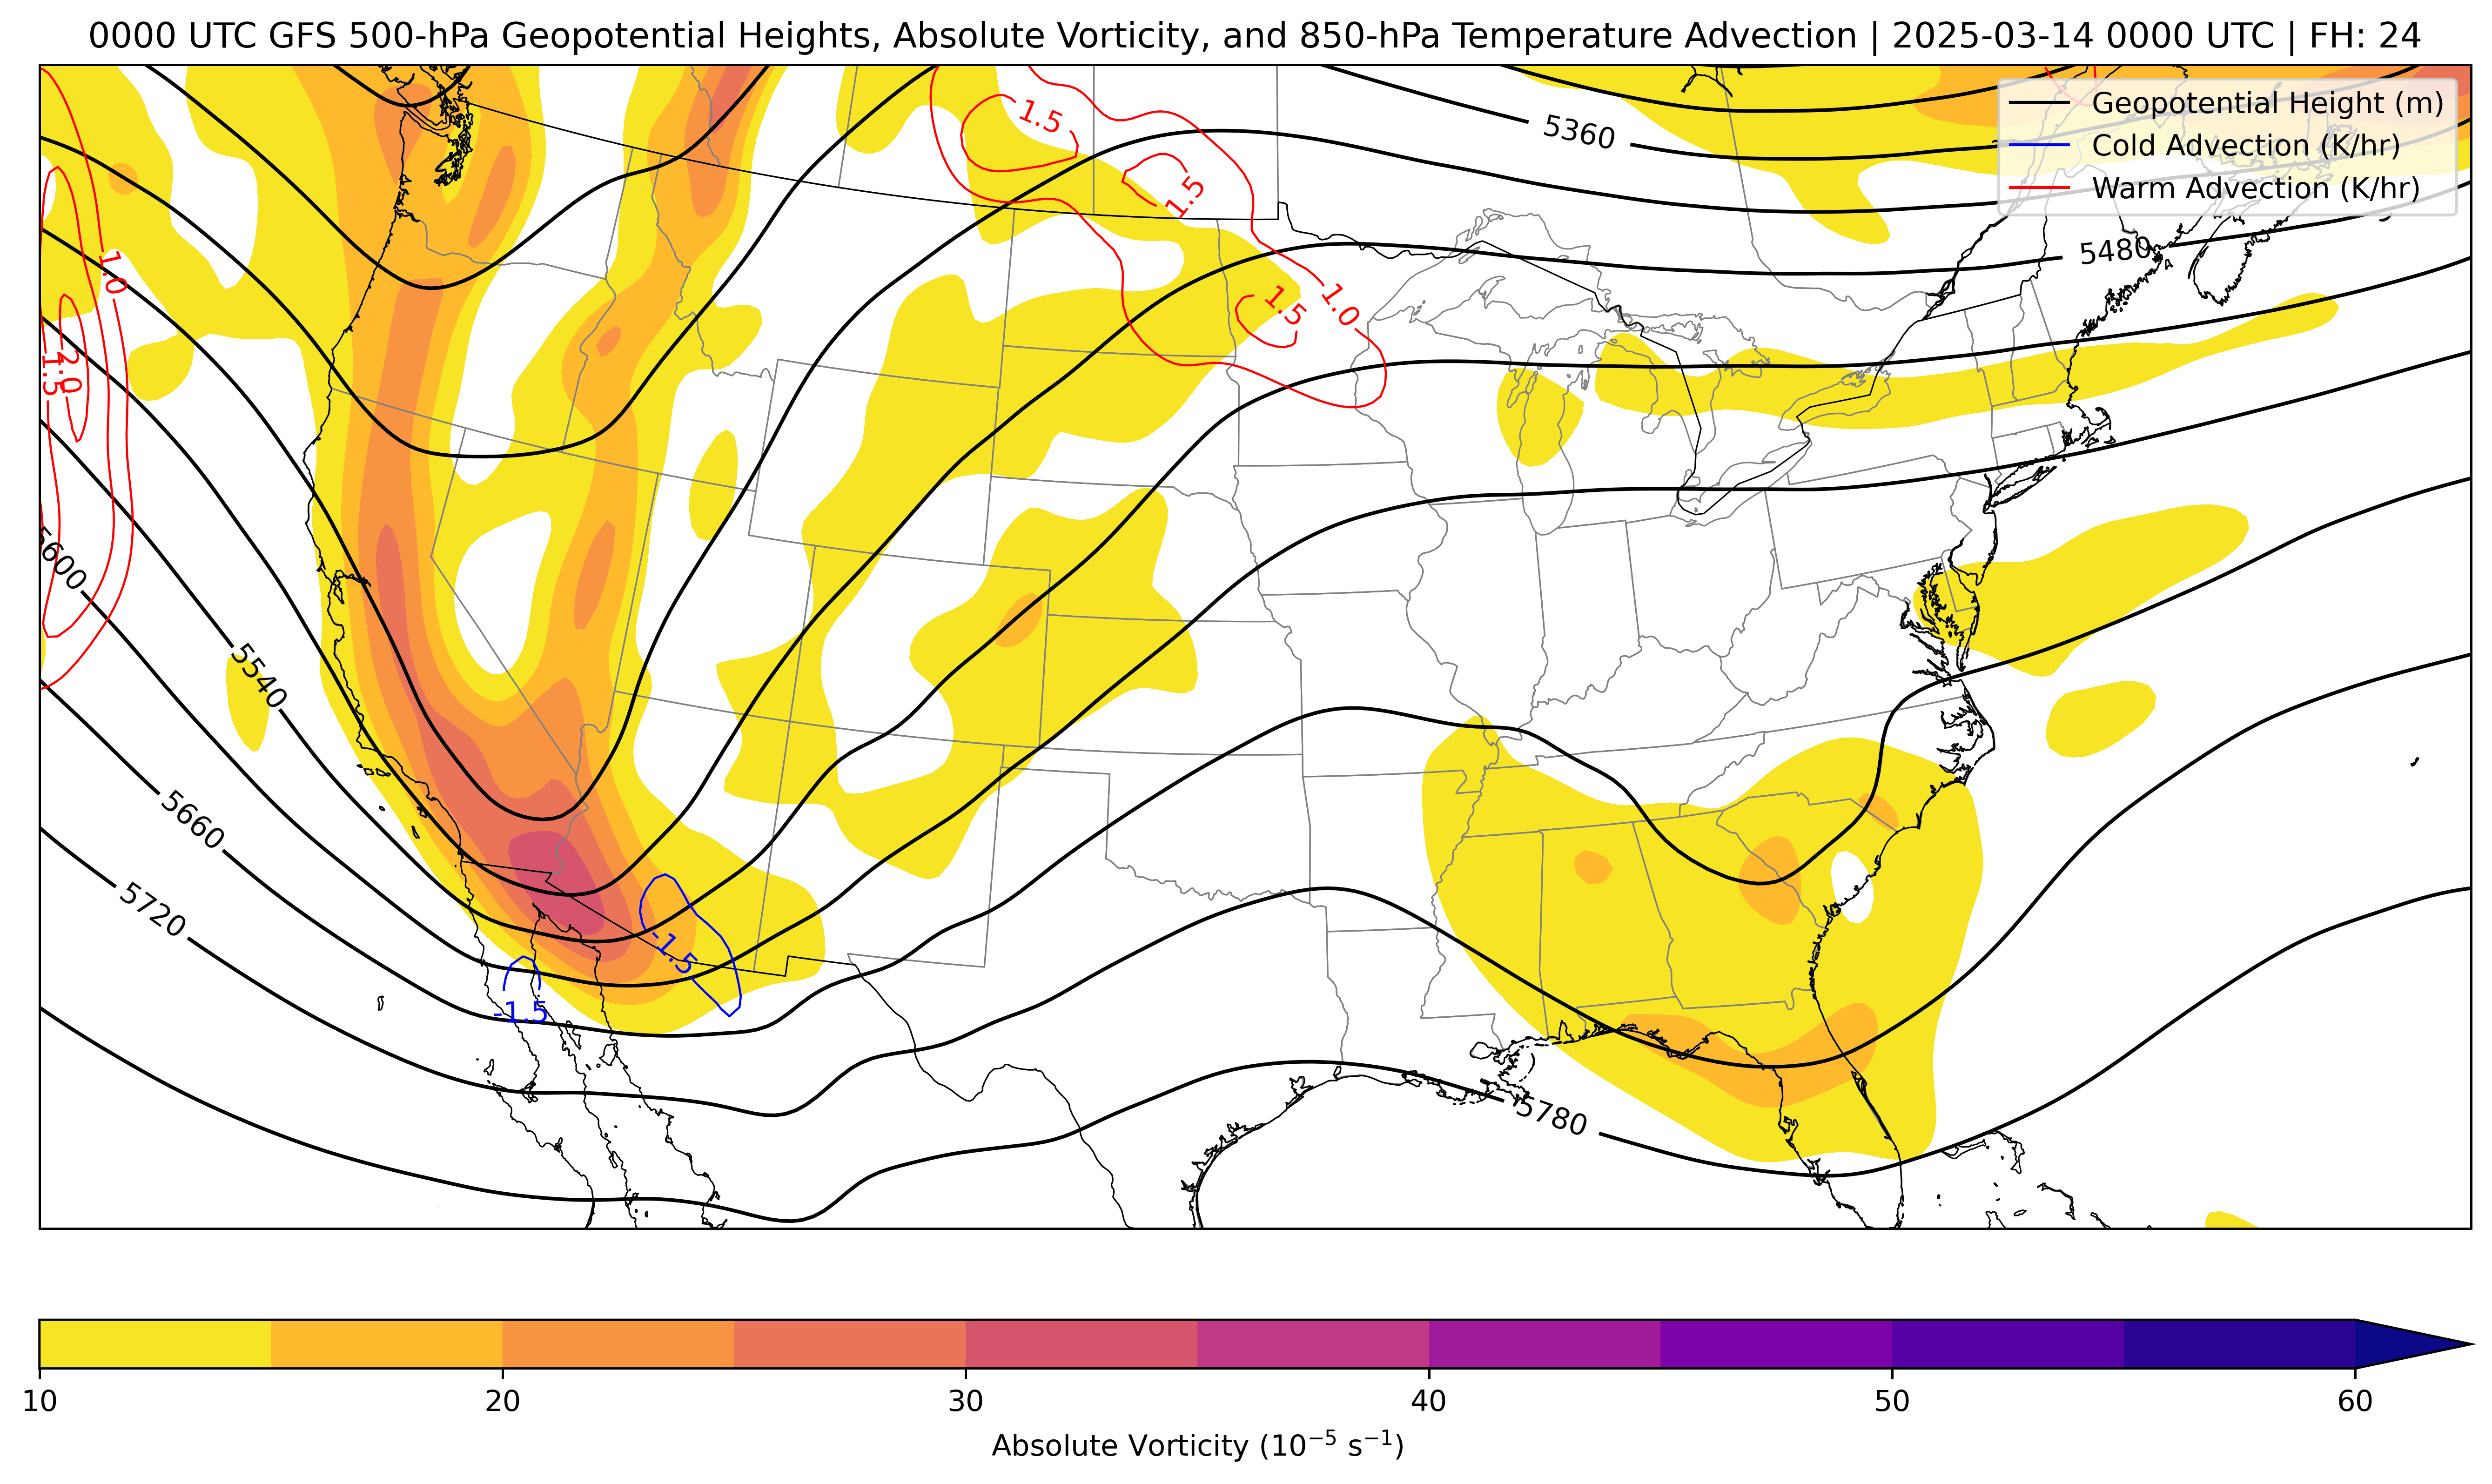 0000 UTC GFS 500-hPa Geopotential Heights, Absolute Vorticity, and 850-hPa Temperature Advection | 2025-03-14 0000 UTC | FH: 24
Geopotential Height (m)
Cold Advection (K/hr)
Warm Advection (K/hr)
1.5
5360
1.5
5480
1.0
1.5
1.0
2.0
1.5
5600
5540
5660
5720
-1.5
-1.5
5780
10 20 30 40 50 60
Absolute Vorticity (10⁻⁵ s⁻¹)